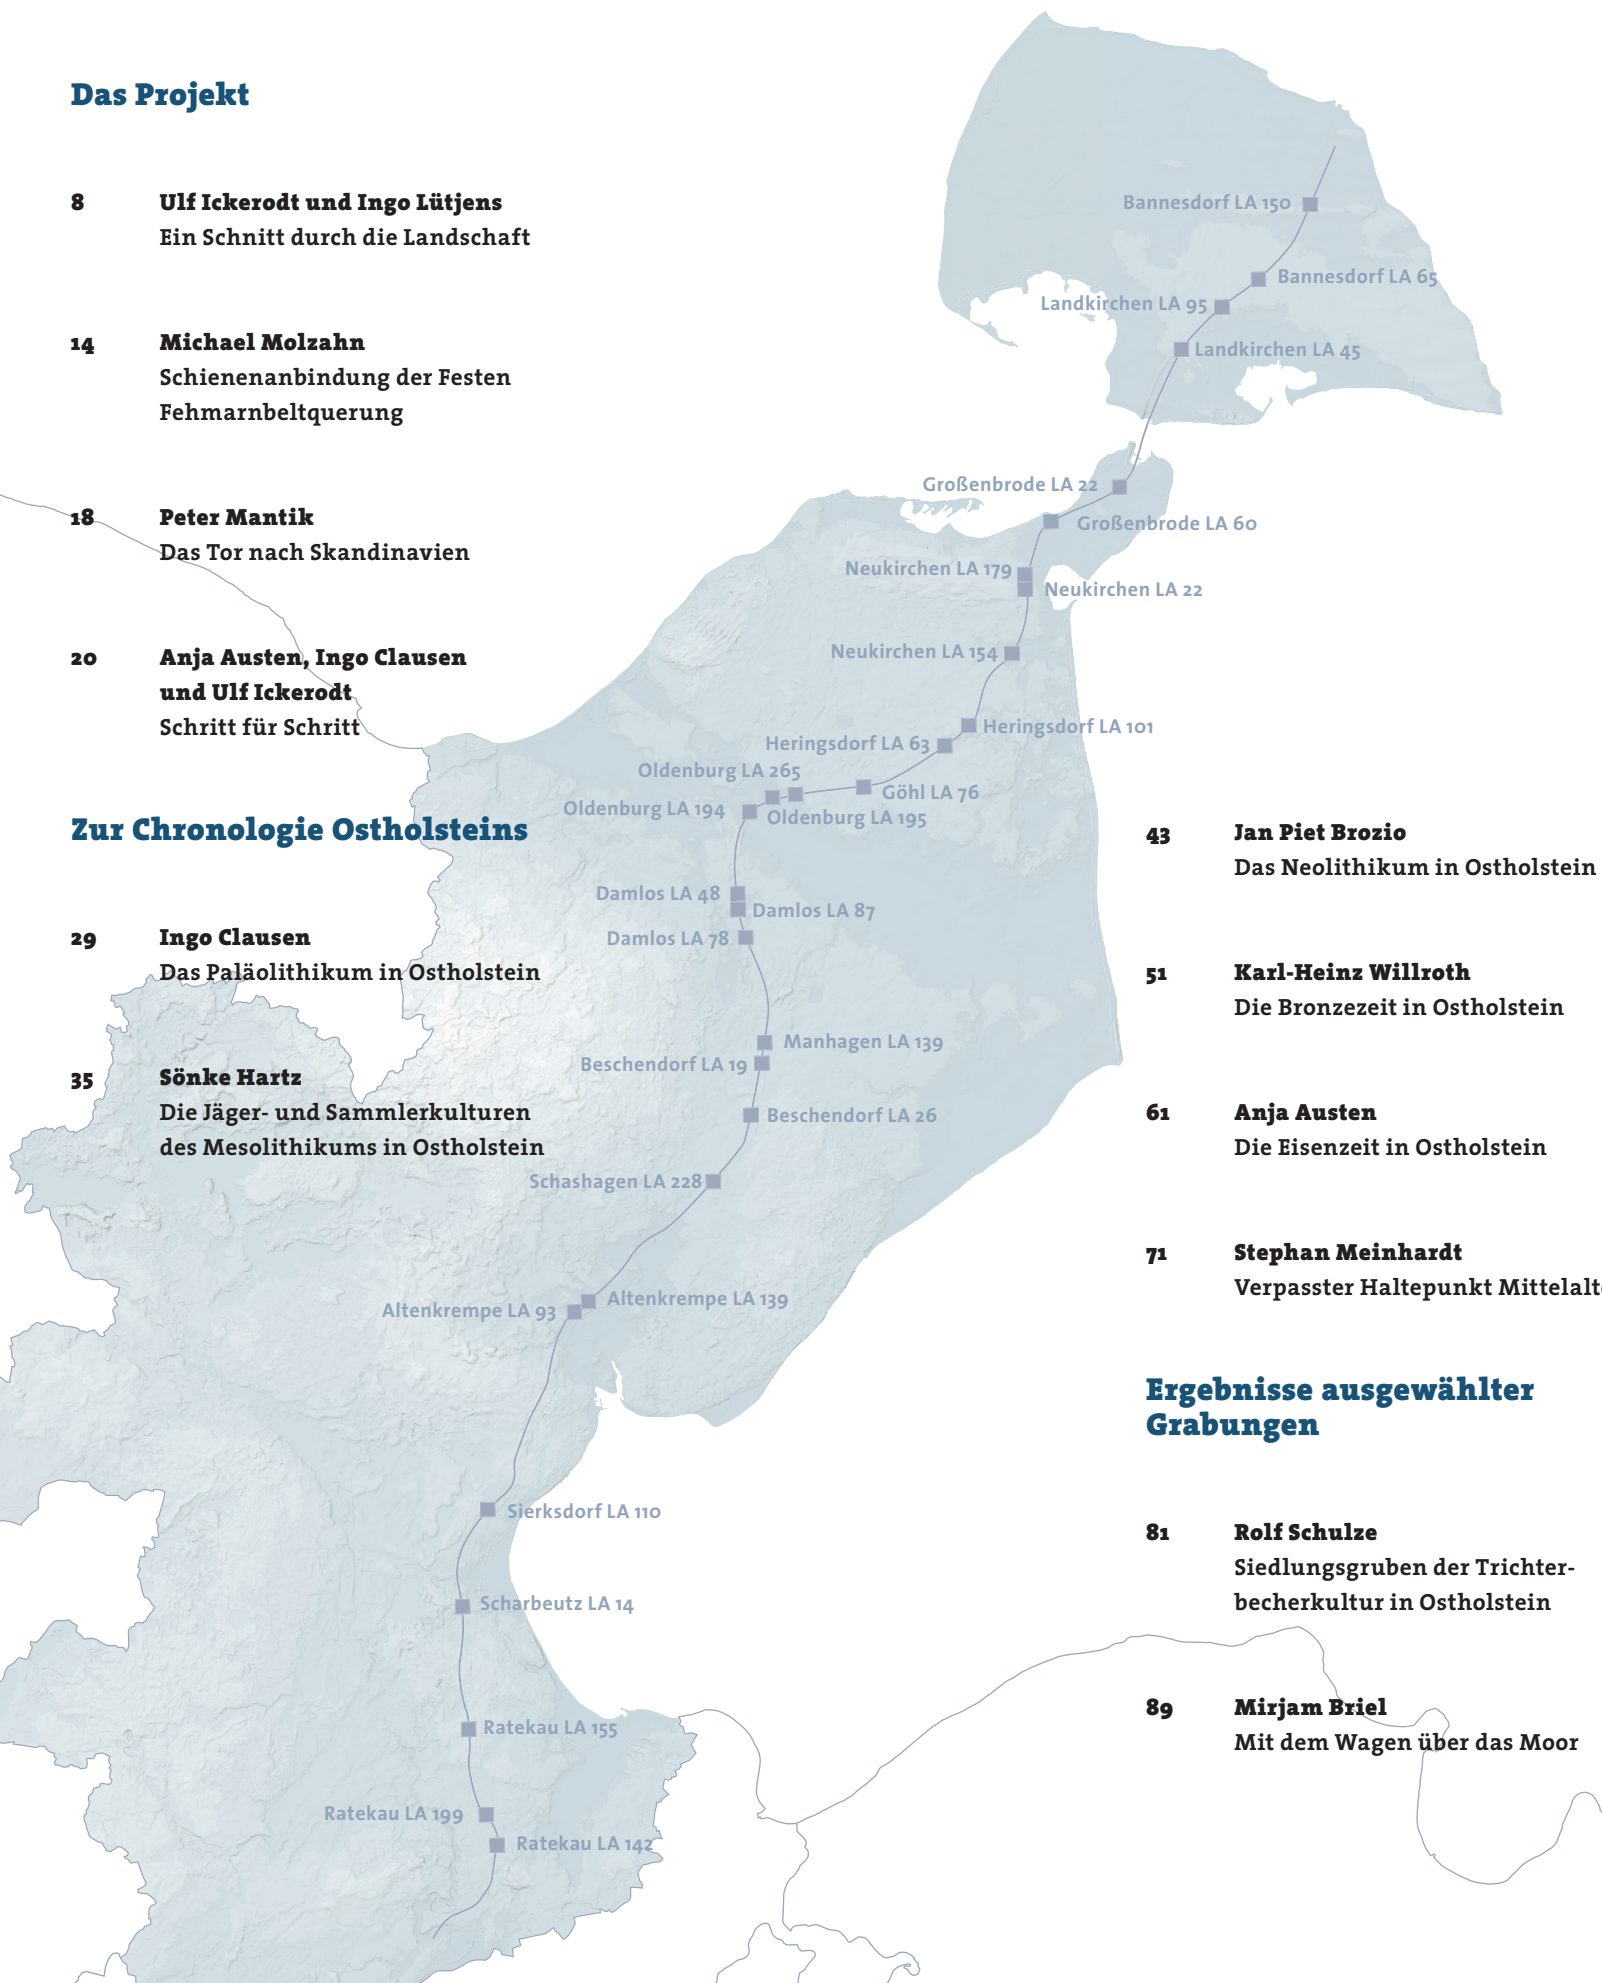 Das Projekt
8 Ulf Ickerodt und Ingo Lütjens
Ein Schnitt durch die Landschaft
14 Michael Molzahn
Schienenanbindung der Festen
Fehmarnbeltquerung
18 Peter Mantik
Das Tor nach Skandinavien
20 Anja Austen, Ingo Clausen
und Ulf Ickerodt
Schritt für Schritt
Zur Chronologie Ostholsteins
29 Ingo Clausen
Das Paläolithikum in Ostholstein
35 Sönke Hartz
Die Jäger- und Sammlerkulturen
des Mesolithikums in Ostholstein
43 Jan Piet Brozio
Das Neolithikum in Ostholstein
51 Karl-Heinz Willroth
Die Bronzezeit in Ostholstein
61 Anja Austen
Die Eisenzeit in Ostholstein
71 Stephan Meinhardt
Verpasster Haltepunkt
Ergebnisse ausgewählter
Grabungen
81 Rolf Schulze
Siedlungsgruben der Trichter-
becherkultur in Ostholstein
89 Mirjam Briel
Mit dem Wagen über das Moor
Bannesdorf LA 150
Bannesdorf LA 65
Landkirchen LA 95
Landkirchen LA 45
Großenbrode LA 22
Großenbrode LA 60
Neukirchen LA 179
Neukirchen LA 22
Neukirchen LA 154
Heringsdorf LA 101
Heringsdorf LA 63
Oldenburg LA 265
Göhl LA 76
Oldenburg LA 194
Oldenburg LA 195
Damlos LA 48
Damlos LA 87
Damlos LA 78
Manhagen LA 139
Beschendorf LA 19
Beschendorf LA 26
Schashagen LA 228
Altenkrempe LA 139
Altenkrempe LA 93
Sierksdorf LA 110
Scharbeutz LA 14
Ratekau LA 155
Ratekau LA 199
Ratekau LA 142